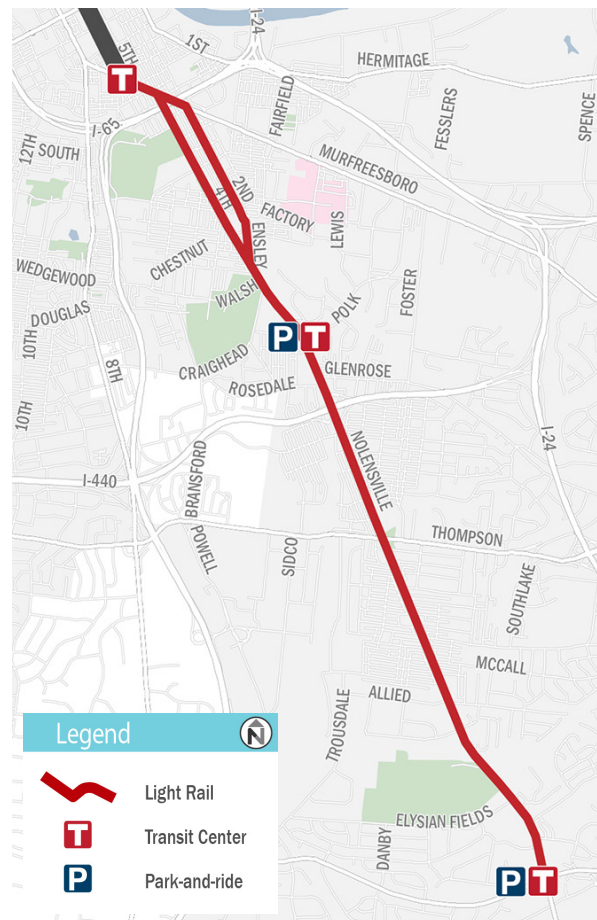 5TH
1ST
I-24
HERMITAGE
I-65
FAIRFIELD
FESSLERS
SPENCE
12TH
SOUTH
MURFREESBORO
2ND
4TH
FACTORY
LEWIS
ENSLEY
CHESTNUT
WEDGEWOOD
WALSH
FOSTER
DOUGLAS
POLK
P T
10TH
8TH
CRAIGHEAD
GLENROSE
ROSEDALE
10TH
NOLENSVILLE
I-24
I-440
BRANSFORD
THOMPSON
POWELL
SIDCO
SOUTHLAKE
MCCALL
ALLIED
TROUSDALE
ELYSIAN FIELDS
DANBY
P T
T
Legend
N
Light Rail
T Transit Center
P Park-and-ride